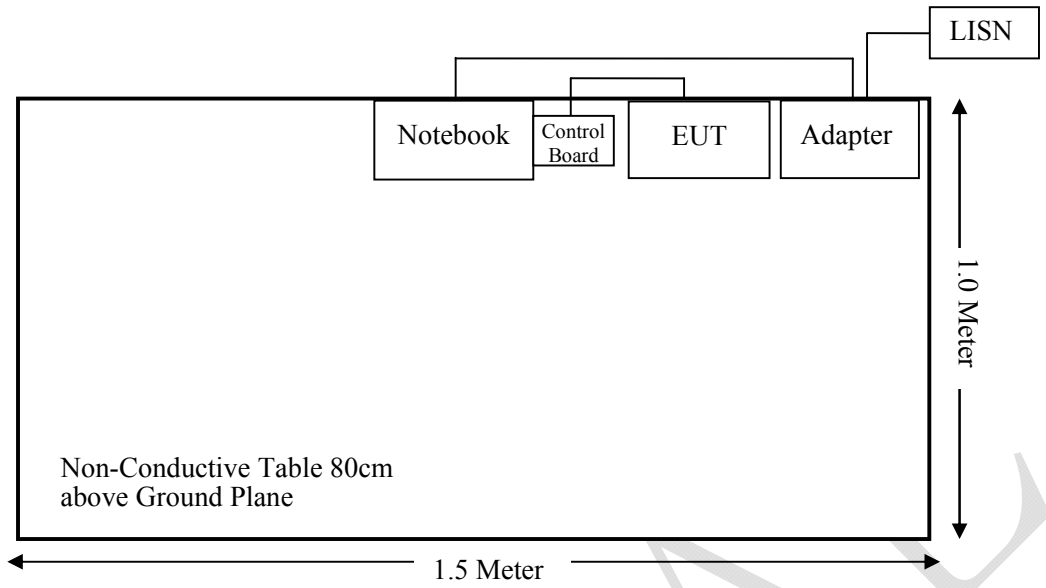 LISN
Notebook
Control
Board
EUT
Adapter
1.0 Meter
Non-Conductive Table 80cm
above Ground Plane
1.5 Meter